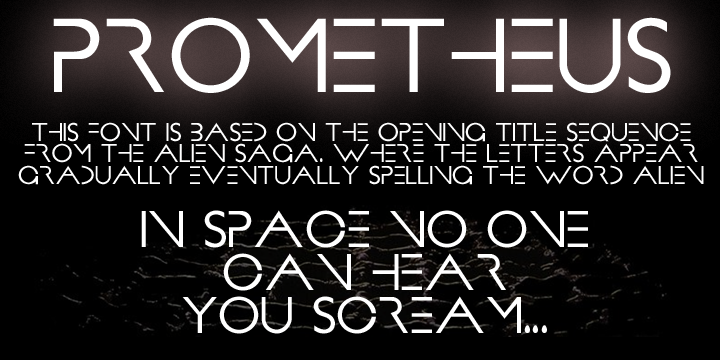 PROMETHEUS
THIS FONT IS BASED ON THE OPENING TITLE SEQUENCE
FROM THE ALIEN SAGA. WHERE THE LETTERS APPEAR
GRADUALLY EVENTUALLY SPELLING THE WORD ALIEN
IN SPACE NO ONE
CAN HEAR
YOU SCREAM...